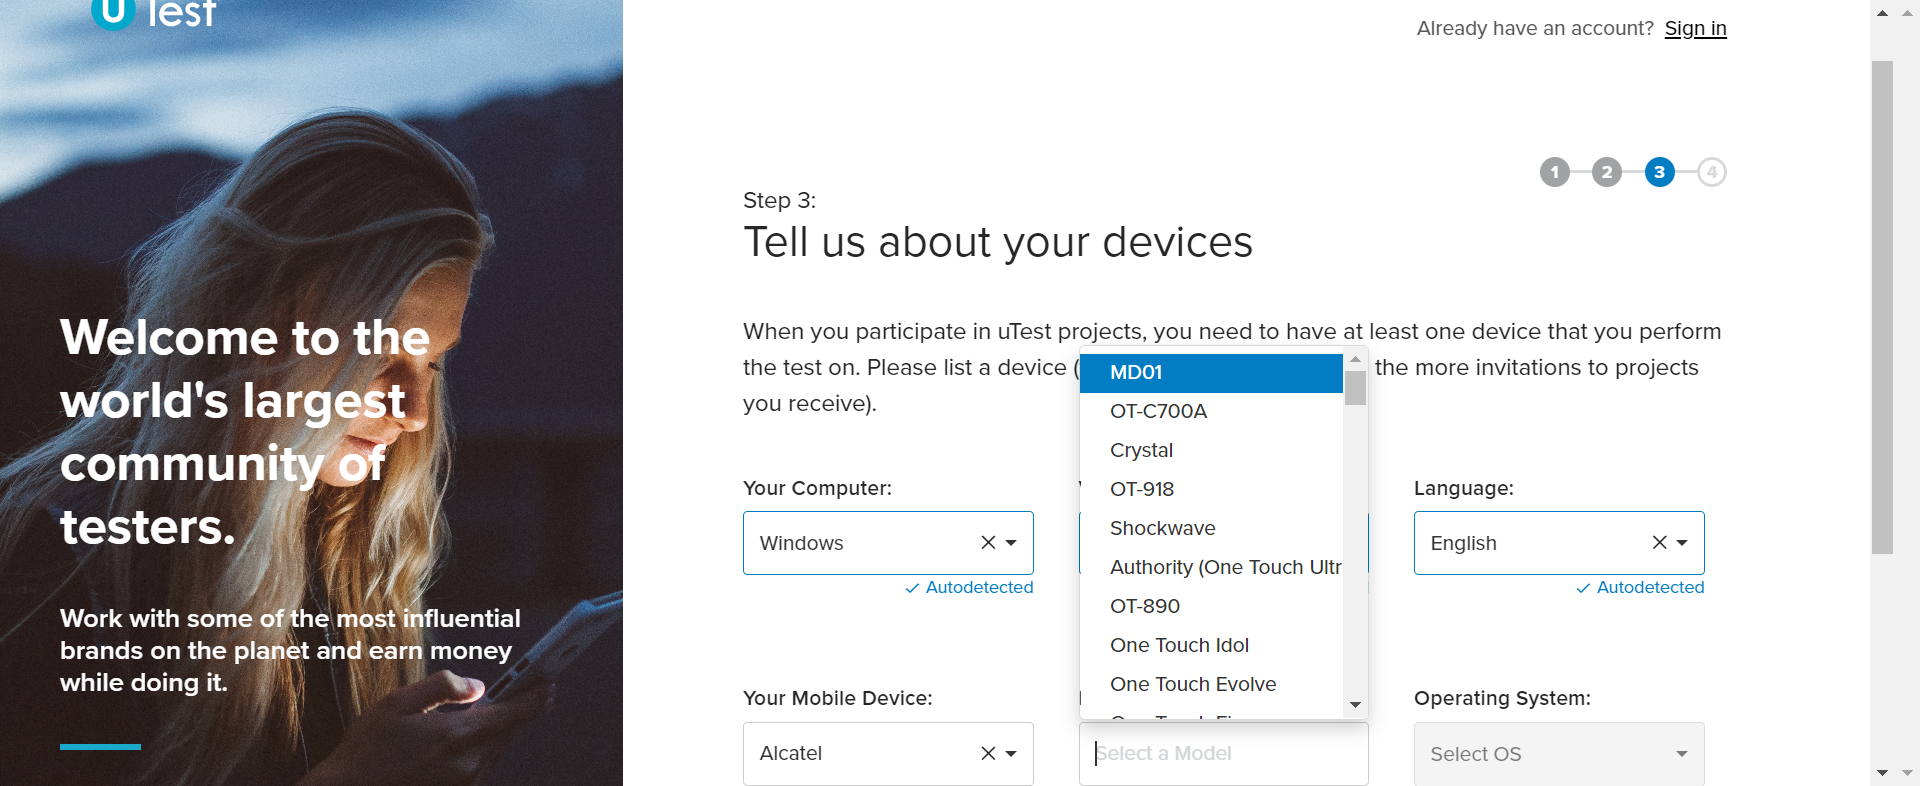 U Test
Welcome to the
world's largest
community of
testers.
Work with some of the most influential
brands on the planet and earn money
while doing it.
Already have an account? Sign in
1 2 3 4
Step 3:
Tell us about your devices
When you participate in uTest projects, you need to have at least one device that you perform
the test on. Please list a device ( the more invitations to projects
you receive).
MD01
OT-C700A
Crystal
OT-918
Shockwave
Authority (One Touch Ultr
OT-890
One Touch Idol
One Touch Evolve
Your Computer:
Windows
Autodetected
Language:
English
Autodetected
Your Mobile Device:
Alcatel
Select a Model
Operating System:
Select OS